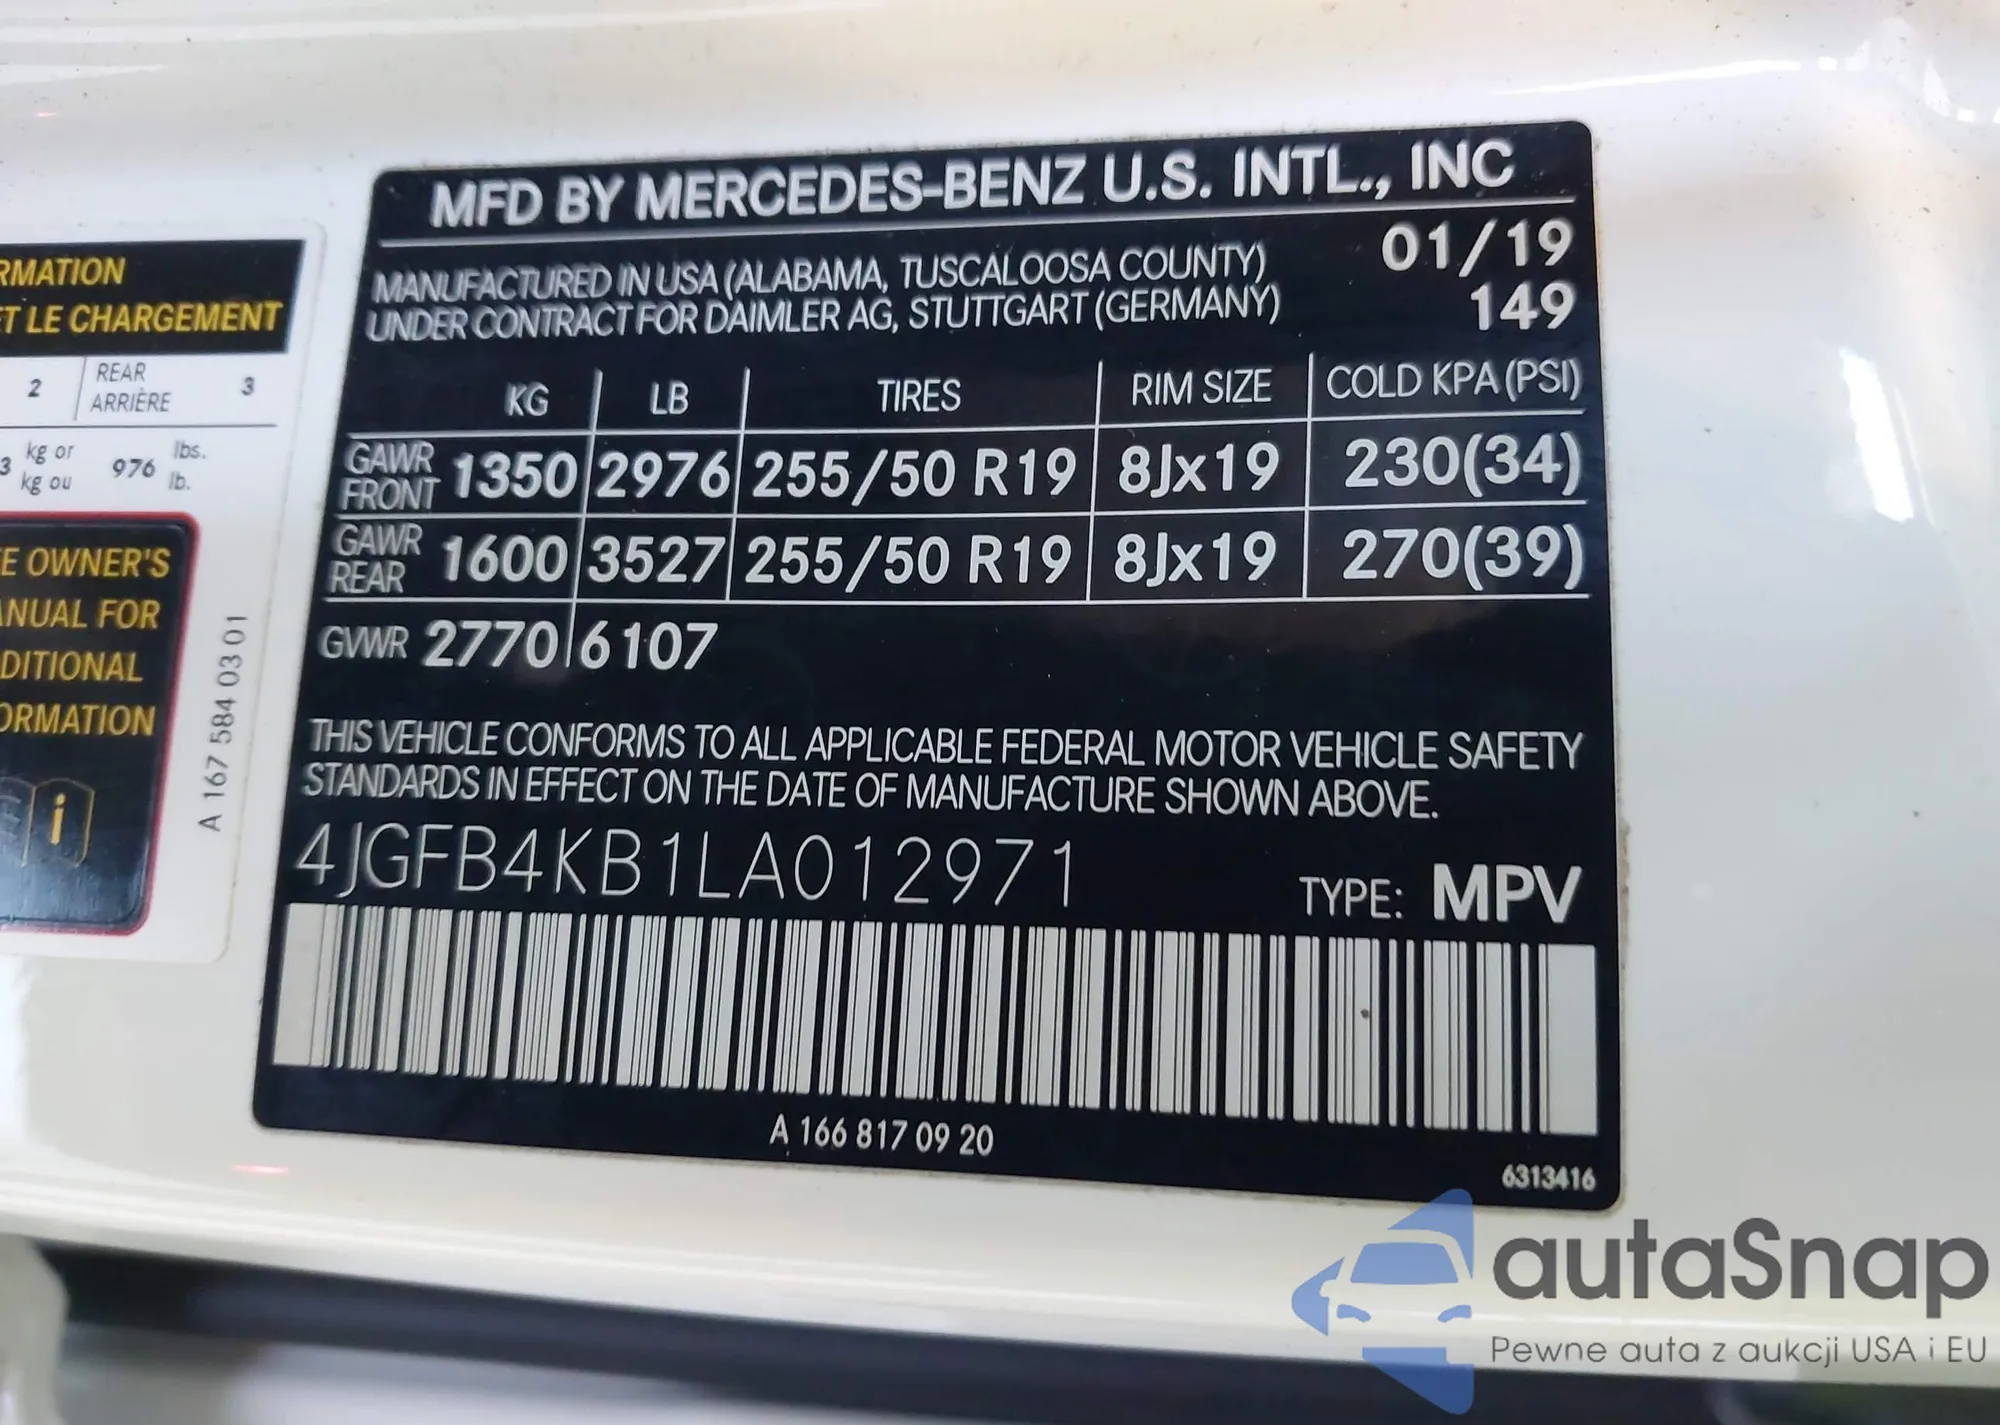 RMATION
ET LE CHARGEMENT
2
REAR
ARRIÈRE
3
3 kg or
kg ou
976 lbs.
lb.
E OWNER'S
ANUAL FOR
DITIONAL
ORMATION
i
A 167 584 03 01
MFD BY MERCEDES-BENZ U.S. INTL., INC
MANUFACTURED IN USA (ALABAMA, TUSCALOOSA COUNTY) 01/19
UNDER CONTRACT FOR DAIMLER AG, STUTTGART (GERMANY) 149
KG LB TIRES RIM SIZE COLD KPA (PSI)
GAWR FRONT 1350 2976 255/50 R19 8Jx19 230(34)
GAWR REAR 1600 3527 255/50 R19 8Jx19 270(39)
GVWR 2770 6107
THIS VEHICLE CONFORMS TO ALL APPLICABLE FEDERAL MOTOR VEHICLE SAFETY
STANDARDS IN EFFECT ON THE DATE OF MANUFACTURE SHOWN ABOVE.
4JGFB4KB1LA012971 TYPE: MPV
A 166 817 09 20
6313416
autaSnap
Pewne auta z aukcji USA i EU